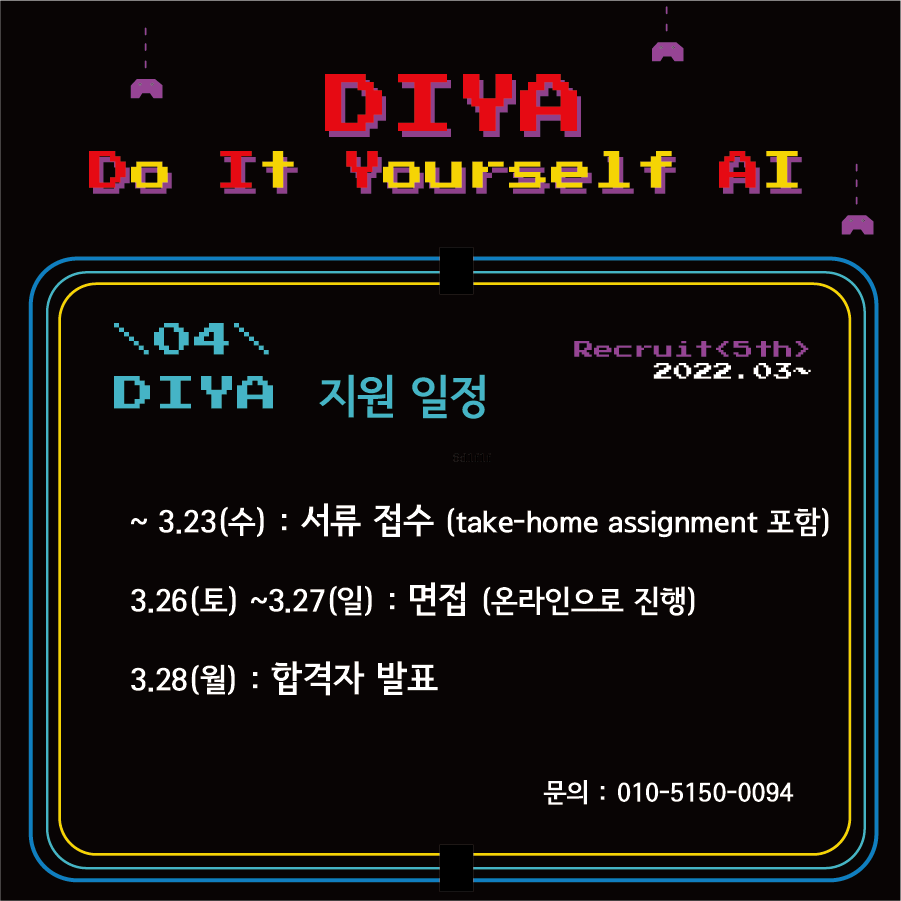 DIYA
Do It Yourself AI
\04\
DIYA 지원 일정
Recruit<5th>
2022.03~
~ 3.23(수) : 서류 접수 (take-home assignment 포함)
3.26(토) ~3.27(일) : 면접 (온라인으로 진행)
3.28(월) : 합격자 발표
문의 : 010-5150-0094